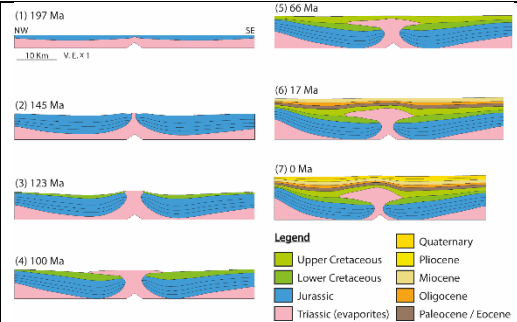 (1) 197 Ma
NW
SE
10 Km
V. E. x 1
(2) 145 Ma
(3) 123 Ma
(4) 100 Ma
(5) 66 Ma
(6) 17 Ma
(7) 0 Ma
Legend
Upper Cretaceous
Lower Cretaceous
Jurassic
Triassic (evaporites)
Quaternary
Pliocene
Miocene
Oligocene
Paleocene / Eocene